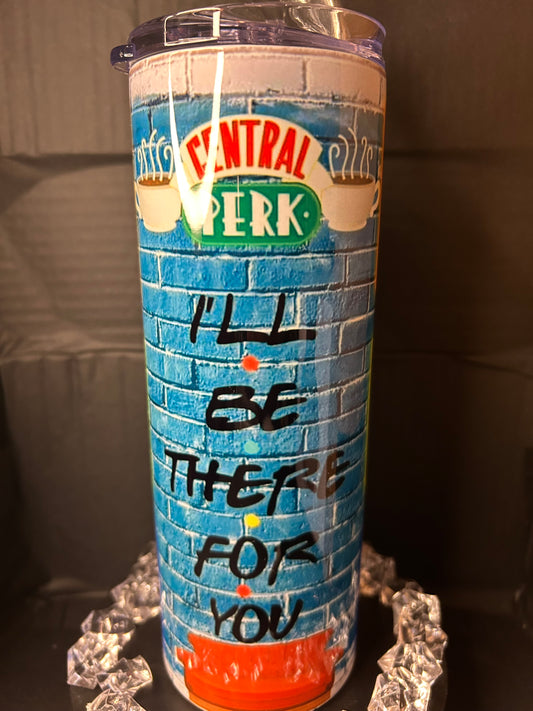 CENTRAL
PERK
I'LL
BE
THERE
FOR
YOU